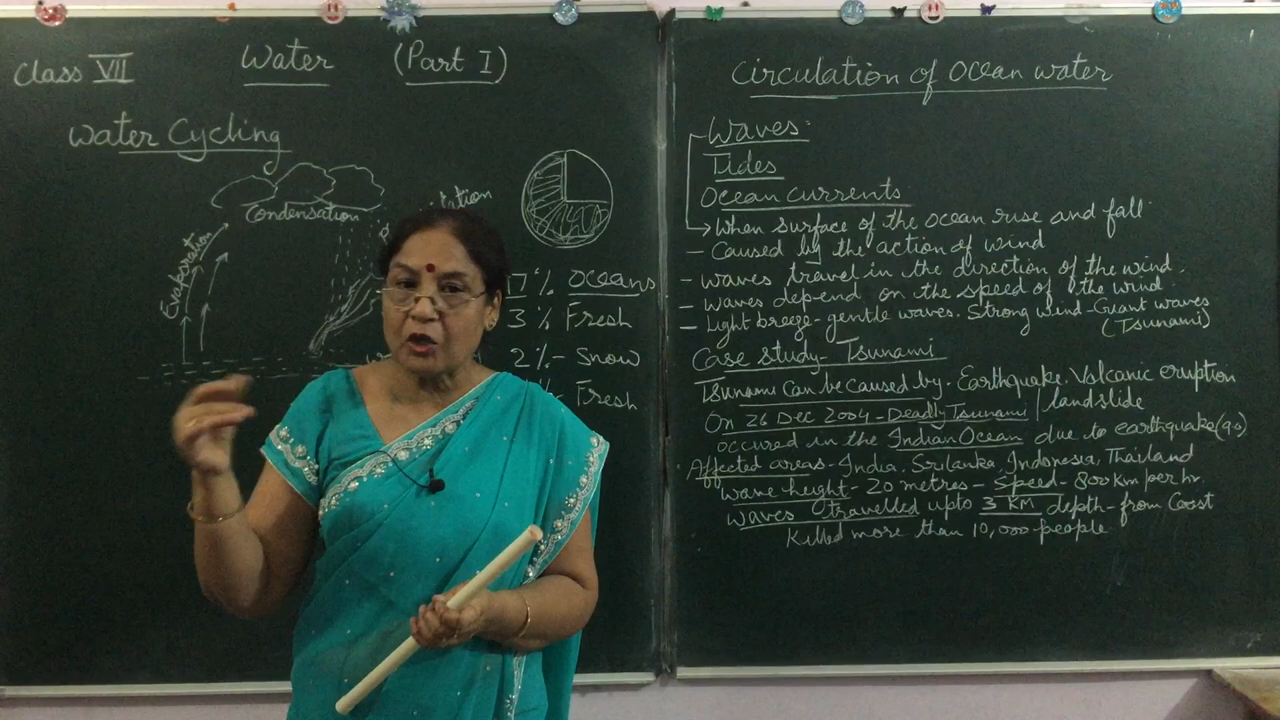 Class VII
Water (Part I)
Water Cycling
Condensation
Evaporation
tation
7% Oceans
3% Fresh
2%- Snow
%- Fresh
Circulation of Ocean water
Waves:
Tides
Ocean Currents
When surface of the ocean rise and fall
- Caused by the action of wind
- waves travel in the direction of the wind.
- waves depend on the speed of the wind.
- Light breeze - gentle waves. Strong wind - Giant waves
(Tsunami)
Case study - Tsunami
Tsunami Can be caused by - Earthquake, Volcanic eruption
landslide
On 26 Dec 2004 - Deadly Tsunami
occured in the Indian Ocean due to earthquake (9.0)
Affected areas - India, Srilanka, Indonesia, Thailand
Wave height - 20 metres - Speed - 800 Km per hr.
Waves travelled upto 3 KM depth - from Coast
Killed more than 10,000 people